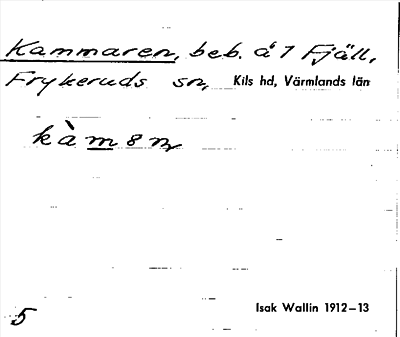 Kammaren, beb. å 1 Fjäll,
Frykeruds sn, Kils hd, Värmlands län
kàm8n
5
Isak Wallin 1912–13